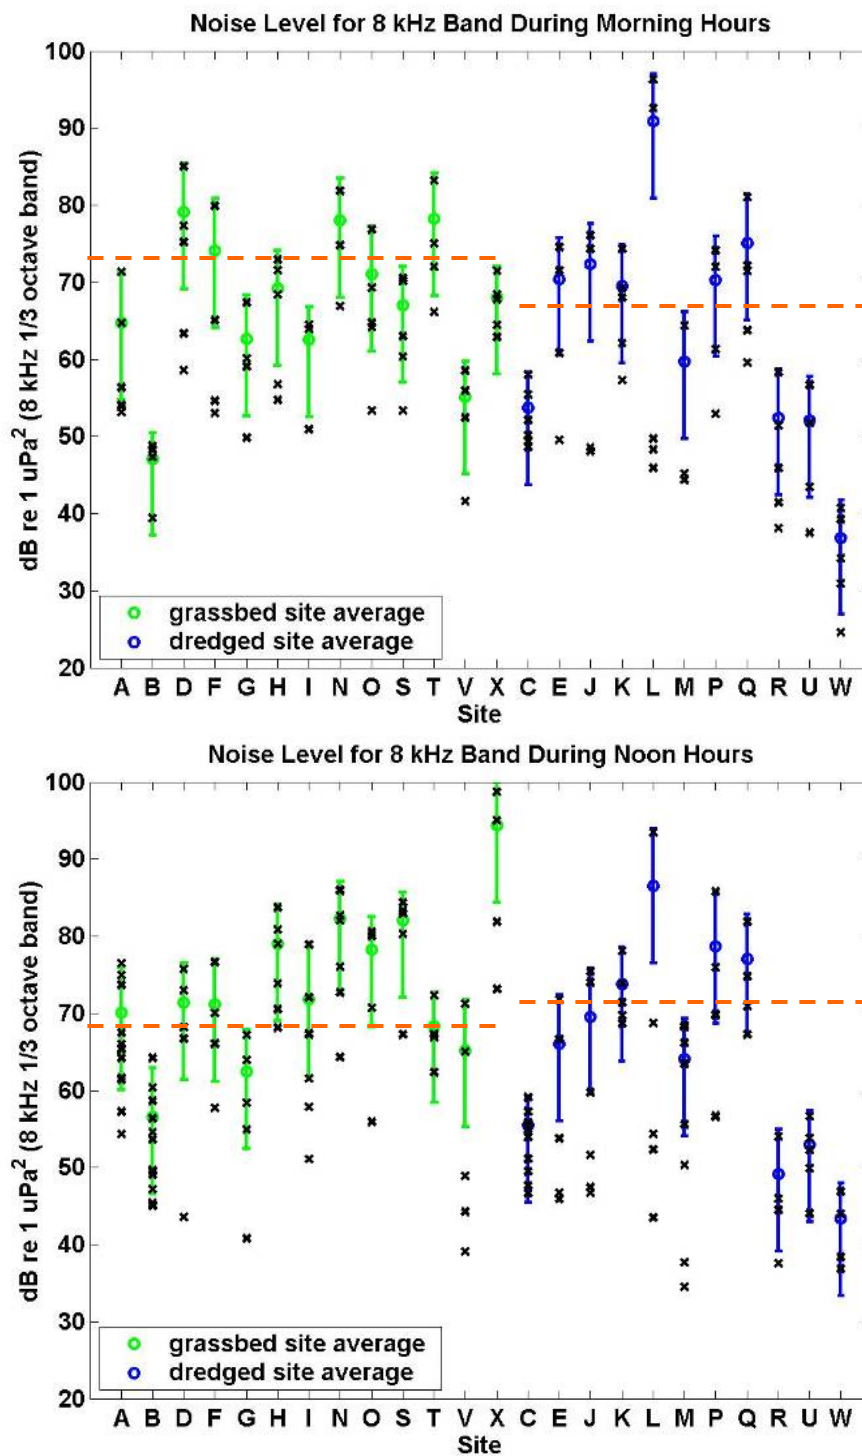 Noise Level for 8 kHz Band During Morning Hours
100
90
80
70
60
50
40
30
20
dB re 1 uPa² (8 kHz 1/3 octave band)
grassbed site average
dredged site average
A B D F G H I N O S T V X C E J K L M P Q R U W
Site
Noise Level for 8 kHz Band During Noon Hours
100
90
80
70
60
50
40
30
20
dB re 1 uPa² (8 kHz 1/3 octave band)
grassbed site average
dredged site average
A B D F G H I N O S T V X C E J K L M P Q R U W
Site